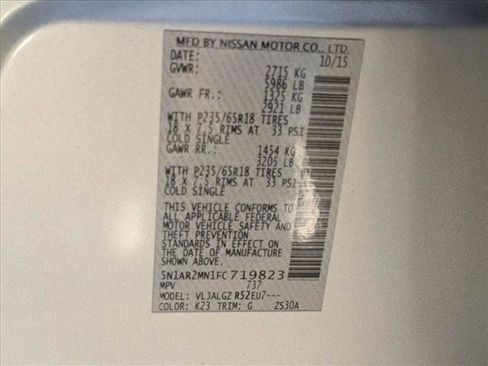 MFD BY NISSAN MOTOR CO., LTD.
DATE: 10/15
GVWR: 2715 KG
5986 LB
GAWR FR.: 1325 KG
2921 LB
WITH P235/65R18 TIRES
18 X 7.5 RIMS AT 33 PSI
COLD SINGLE
GAWR RR.: 1454 KG
3205 LB
WITH P235/65R18 TIRES
18 X 7.5 RIMS AT 33 PSI
COLD SINGLE
THIS VEHICLE CONFORMS TO
ALL APPLICABLE FEDERAL
MOTOR VEHICLE SAFETY AND
THEFT PREVENTION
STANDARDS IN EFFECT ON
THE DATE OF MANUFACTURE
SHOWN ABOVE.
5N1AR2MN1FC719823
MPV 737
MODEL: VLJALGZ R52EU7---
COLOR: K23 TRIM: G ZS30A